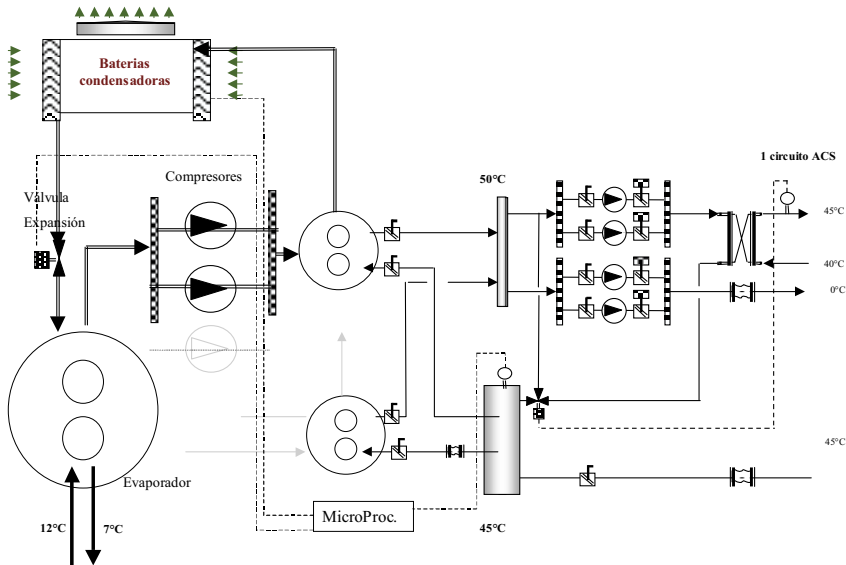 Baterias
condensadoras
Compresores
Válvula
Expansión
50°C
1 circuito ACS
45°C
40°C
0°C
45°C
Evaporador
MicroProc.
12°C
7°C
45°C